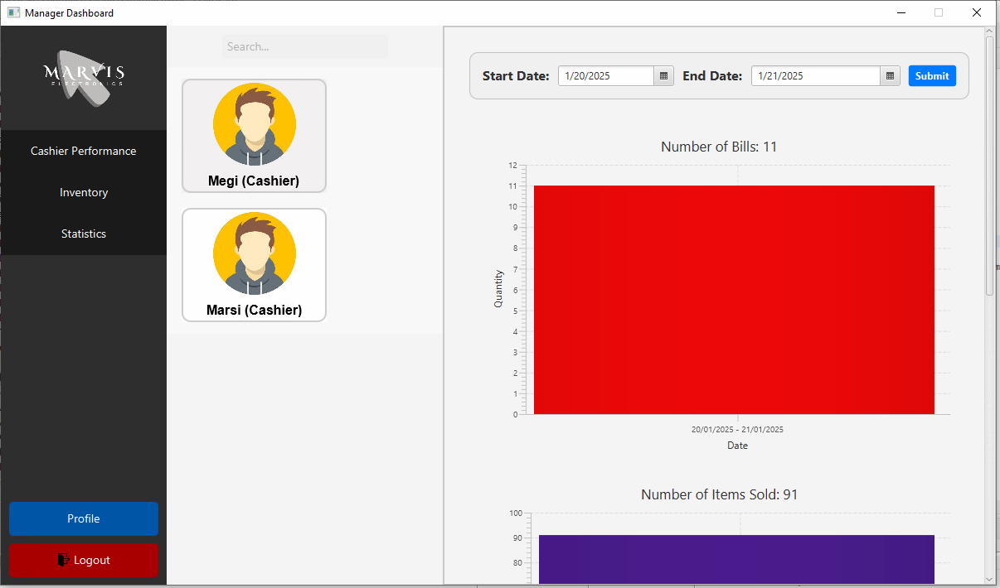 Manager Dashboard
MARVIS
ELECTRONICS
Cashier Performance
Inventory
Statistics
Profile
Logout
Search...
Megi (Cashier)
Marsi (Cashier)
Start Date: 1/20/2025 End Date: 1/21/2025 Submit
Number of Bills: 11
12
11
10
9
8
7
6
5
4
3
2
1
0
Quantity
20/01/2025 - 21/01/2025
Date
Number of Items Sold: 91
100
90
80